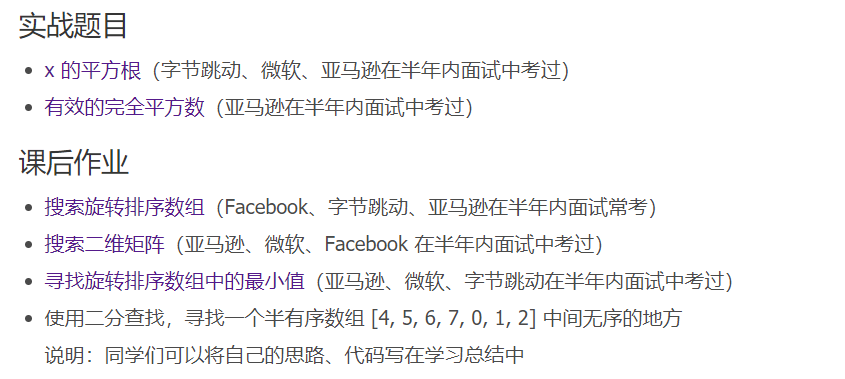 实战题目
x 的平方根（字节跳动、微软、亚马逊在半年内面试中考过）
有效的完全平方数（亚马逊在半年内面试中考过）
课后作业
搜索旋转排序数组（Facebook、字节跳动、亚马逊在半年内面试常考）
搜索二维矩阵（亚马逊、微软、Facebook 在半年内面试中考过）
寻找旋转排序数组中的最小值（亚马逊、微软、字节跳动在半年内面试中考过）
使用二分查找，寻找一个半有序数组 [4, 5, 6, 7, 0, 1, 2] 中间无序的地方
说明：同学们可以将自己的思路、代码写在学习总结中